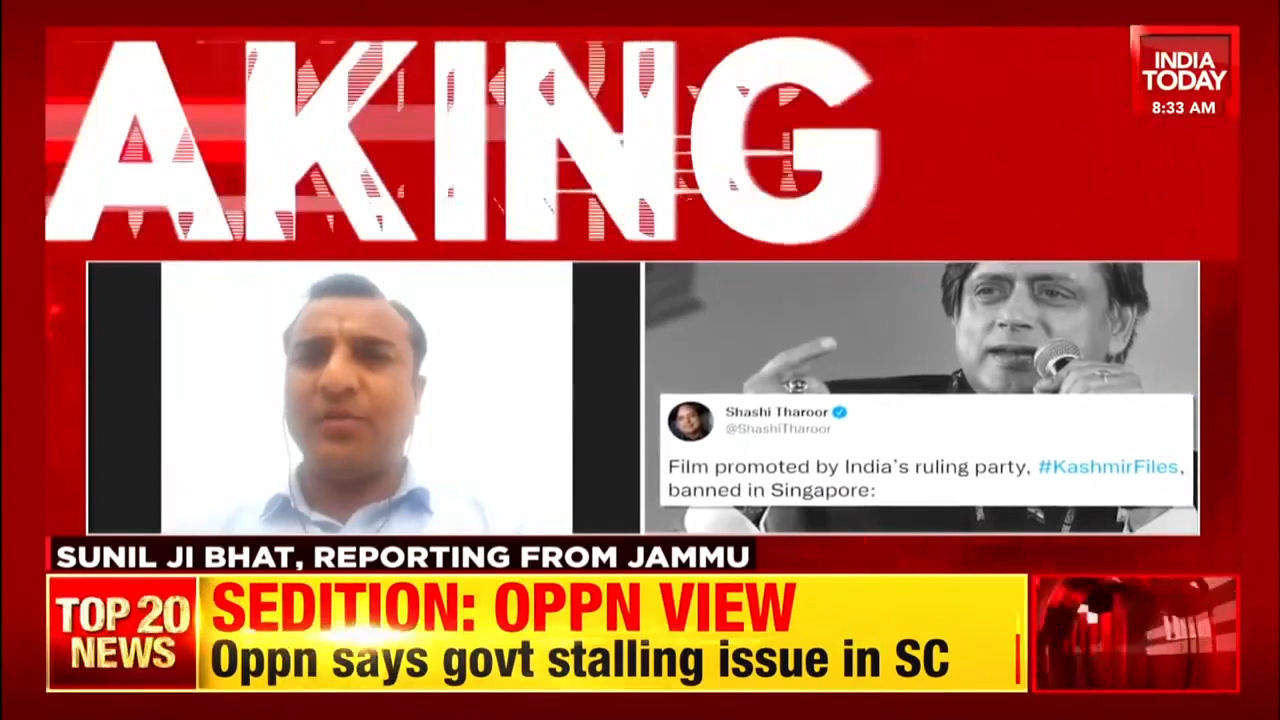 AKING
INDIA
TODAY
8:33 AM
Shashi Tharoor
@ShashiTharoor
Film promoted by India's ruling party, #KashmirFiles,
banned in Singapore:
SUNIL JI BHAT, REPORTING FROM JAMMU
TOP 20
NEWS
SEDITION: OPPN VIEW
Oppn says govt stalling issue in SC